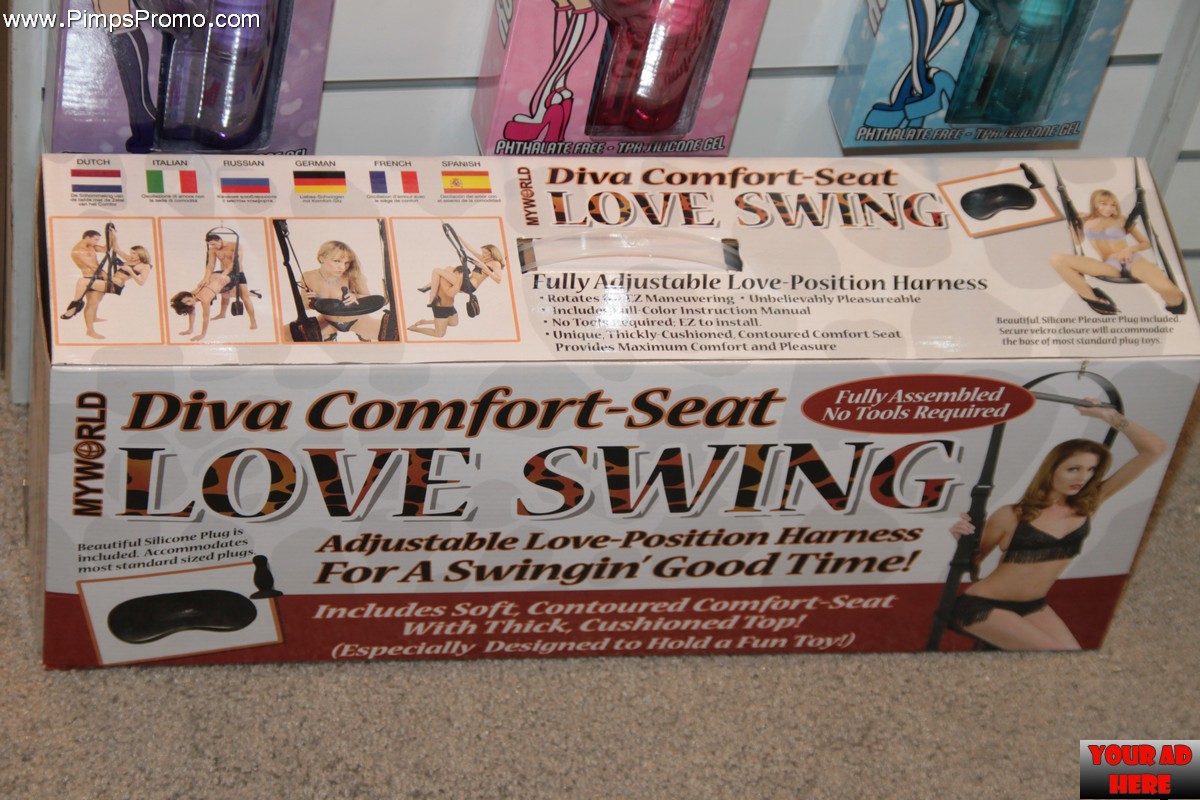 www.PimpsPromo.com
PHTHALATE FREE - TPR SILICONE GEL
PHTHALATE FREE - TPR SILICONE GEL
DUTCH ITALIAN RUSSIAN GERMAN FRENCH SPANISH
MYWORLD
Diva Comfort-Seat
LOVE SWING
Fully Adjustable Love-Position Harness
• Rotates EZ Maneuvering • Unbelievably Pleasureable
• Includes Full-Color Instruction Manual
• No Tools Required; EZ to install.
• Unique, Thickly-Cushioned, Contoured Comfort Seat
Provides Maximum Comfort and Pleasure
Beautiful Silicone Pleasure Plug Included.
Secure velcro closure will accommodate
the base of most standard plug toys.
MYWORLD
Diva Comfort-Seat
LOVE SWING
Fully Assembled
No Tools Required
Beautiful Silicone Plug is
included. Accommodates
most standard sized plugs.
Adjustable Love-Position Harness
For A Swingin' Good Time!
Includes Soft, Contoured Comfort-Seat
With Thick, Cushioned Top!
(Especially Designed to Hold a Fun Toy!)
YOUR AD
HERE